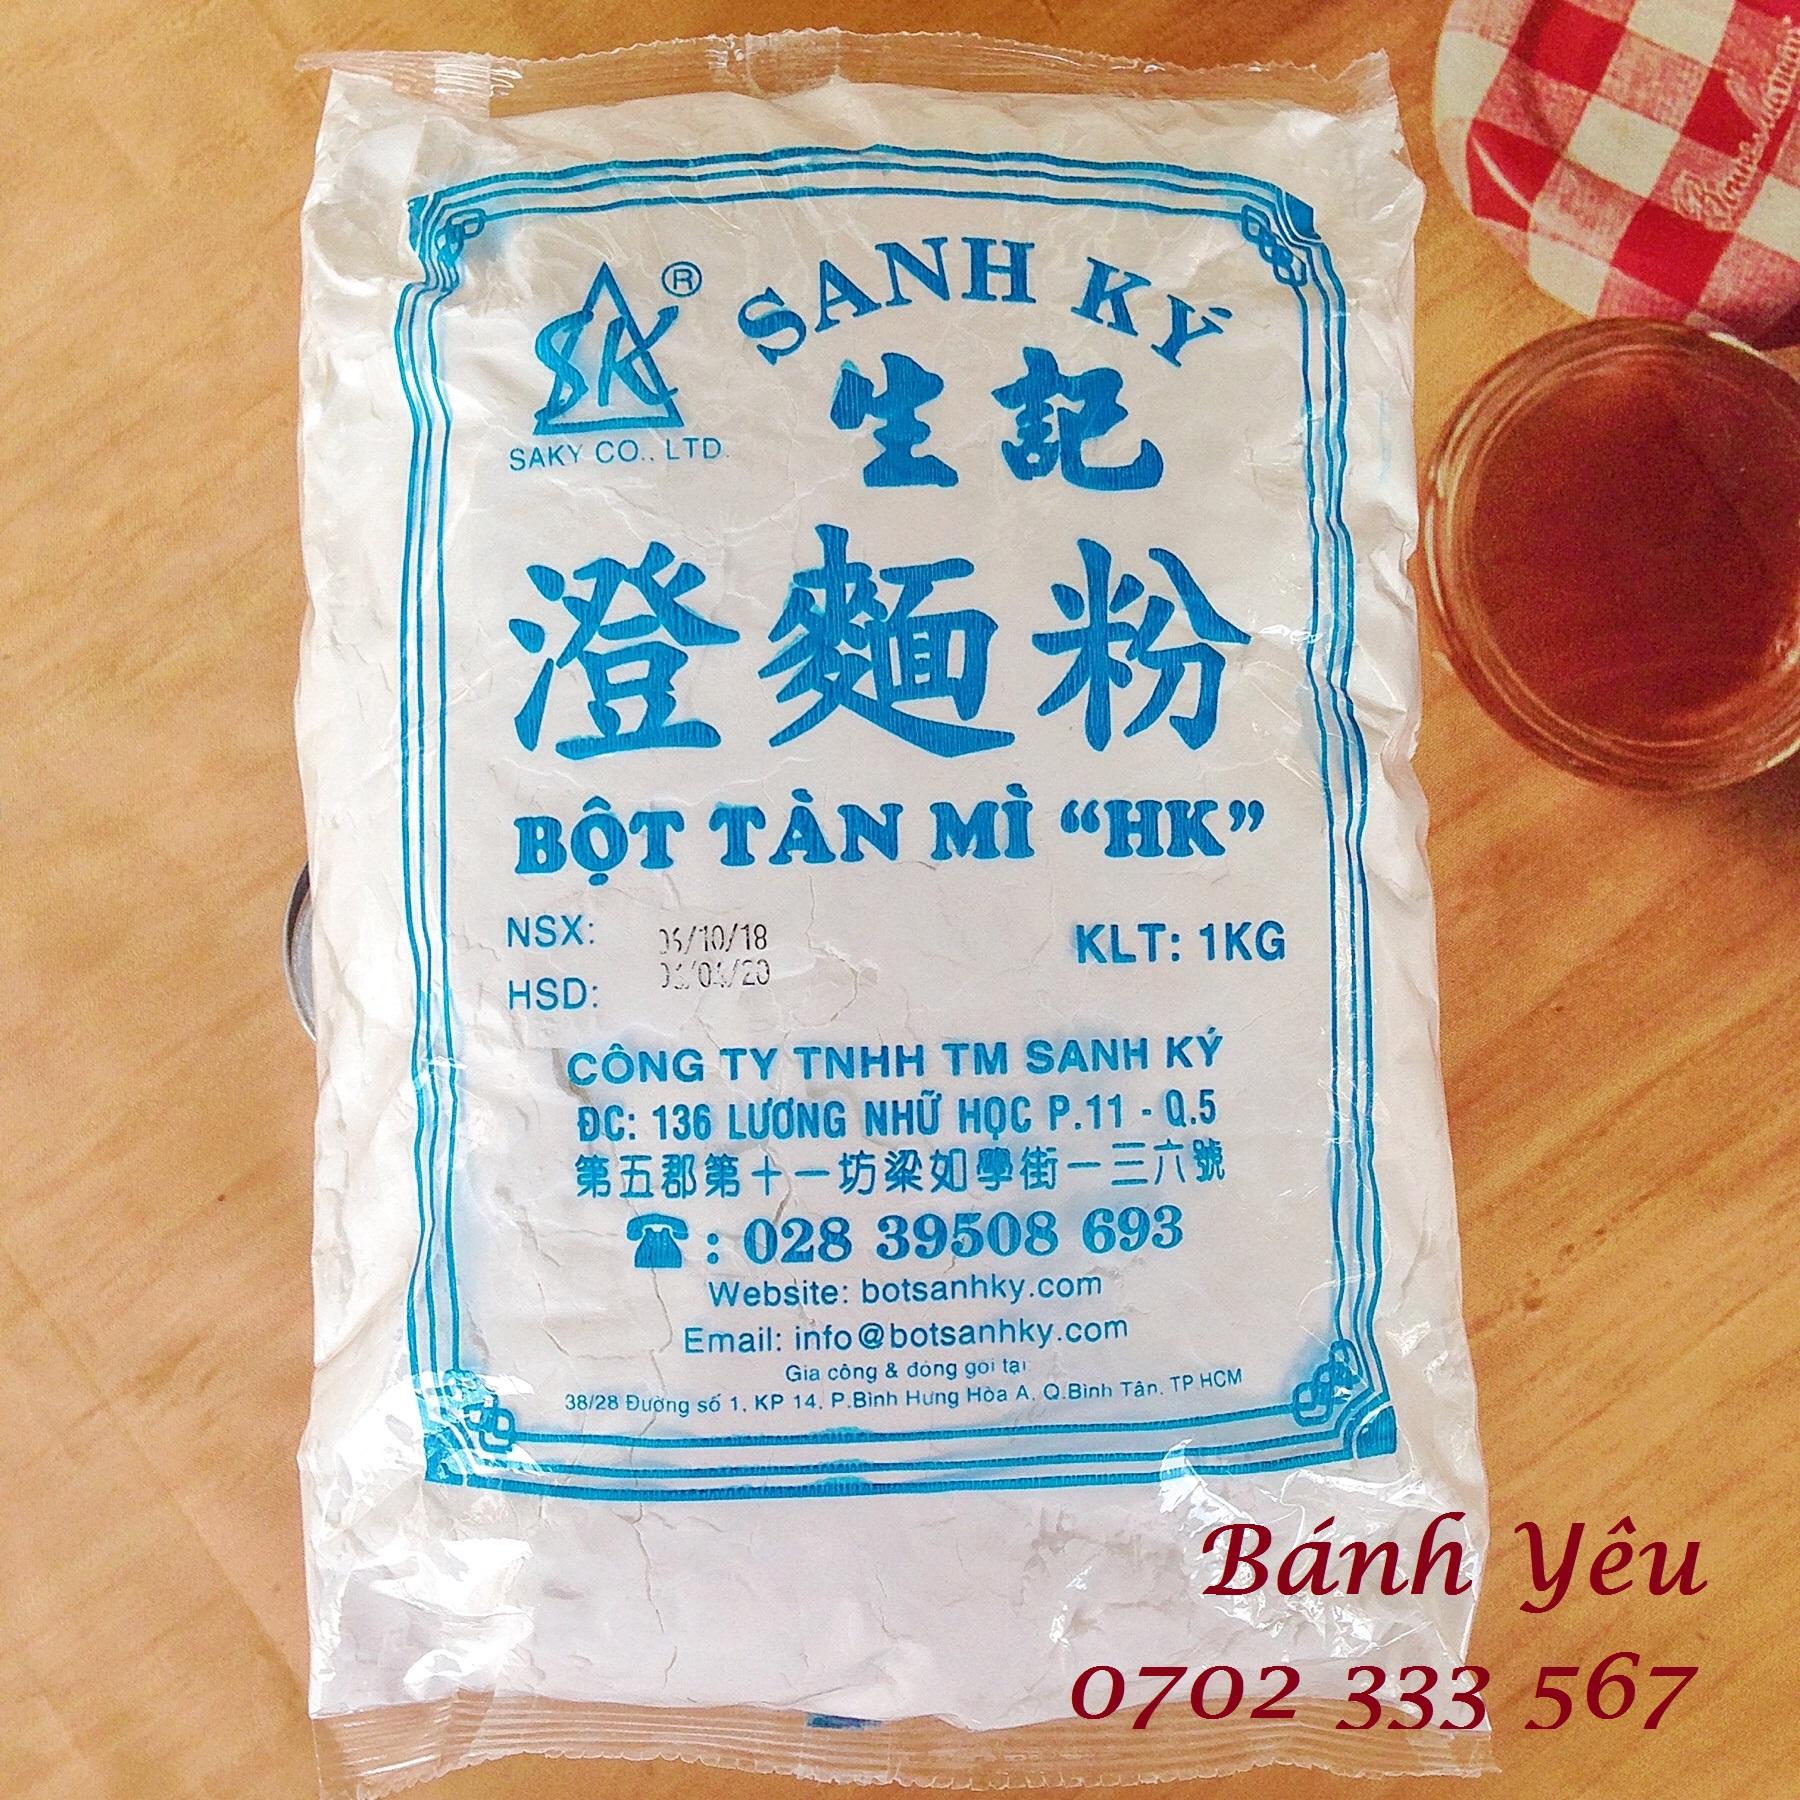 SANH KÝ
SK ®
SAKY CO., LTD.
生記
澄麵粉
BỘT TÀN MÌ “HK”
NSX: 06/10/18
KLT: 1KG
HSD:
CÔNG TY TNHH TM SANH KÝ
ĐC: 136 LƯƠNG NHỮ HỌC P.11 - Q.5
第五郡第十一坊梁如學街一三六號
☎: 028 39508 693
Website: botsanhky.com
Email: info@botsanhky.com
Gia công & đóng gói tại
38/28 Đường số 1, KP 14, P.Bình Hưng Hòa A, Q.Bình Tân, TP HCM
Bánh Yêu
0702 333 567